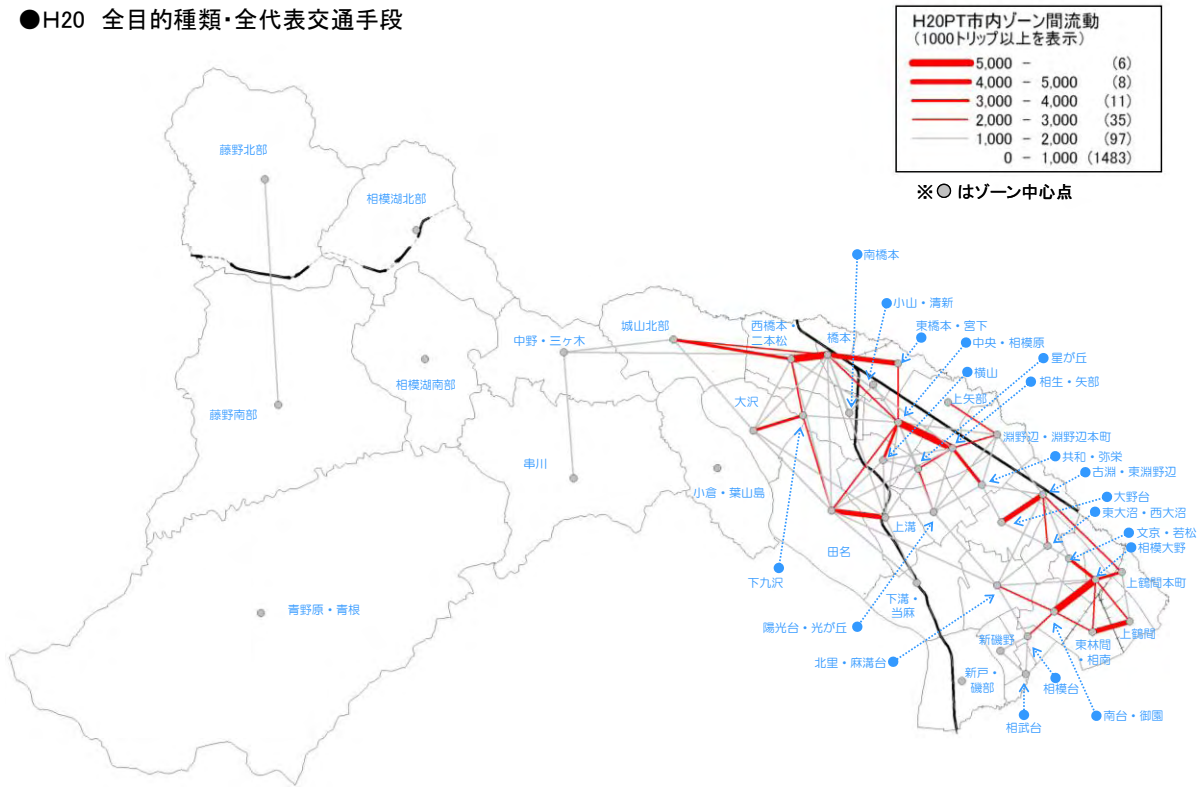 ●H20 全目的種類・全代表交通手段
H20PT市内ゾーン間流動
(1000トリップ以上を表示)
5,000 - (6)
4,000 - 5,000 (8)
3,000 - 4,000 (11)
2,000 - 3,000 (35)
1,000 - 2,000 (97)
0 - 1,000 (1483)
※ はゾーン中心点
藤野北部
相模湖北部
南橋本
小山・清新
東橋本・宮下
中央・相模原
星が丘
横山
相生・矢部
城山北部
西橋本・
二本松
橋本
中野・三ヶ木
相模湖南部
大沢
上矢部
藤野南部
淵野辺・淵野辺本町
共和・弥栄
古淵・東淵野辺
串川
小倉・葉山島
大野台
東大沼・西大沼
上溝
文京・若松
相模大野
田名
下九沢
上鶴間本町
下溝・
当麻
青野原・青根
陽光台・光が丘
上鶴間
新磯野
東林間
・相南
北里・麻溝台
新戸・
磯部
相模台
南台・御園
相武台